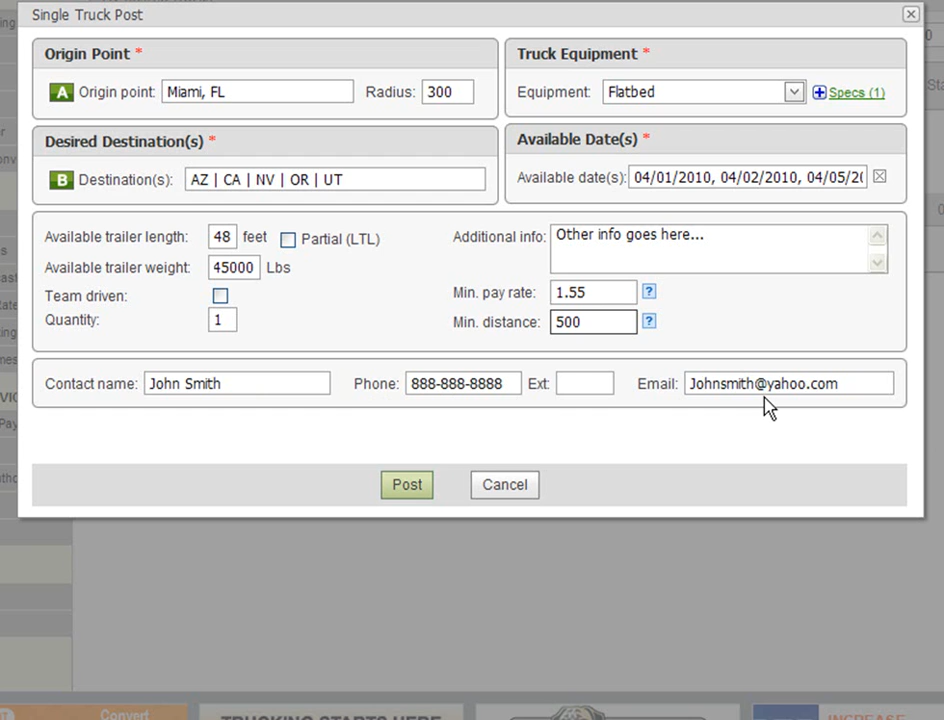 Single Truck Post
Origin Point *
A Origin point: Miami, FL Radius: 300
Truck Equipment *
Equipment: Flatbed Specs (1)
Desired Destination(s) *
B Destination(s): AZ | CA | NV | OR | UT
Available Date(s) *
Available date(s): 04/01/2010, 04/02/2010, 04/05/20
Available trailer length: 48 feet Partial (LTL)
Available trailer weight: 45000 Lbs
Team driven:
Quantity: 1
Additional info: Other info goes here...
Min. pay rate: 1.55 ?
Min. distance: 500 ?
Contact name: John Smith Phone: 888-888-8888 Ext: Email: Johnsmith@yahoo.com
Post Cancel
Convert
TRUCKING STARTS HERE
INCREASE